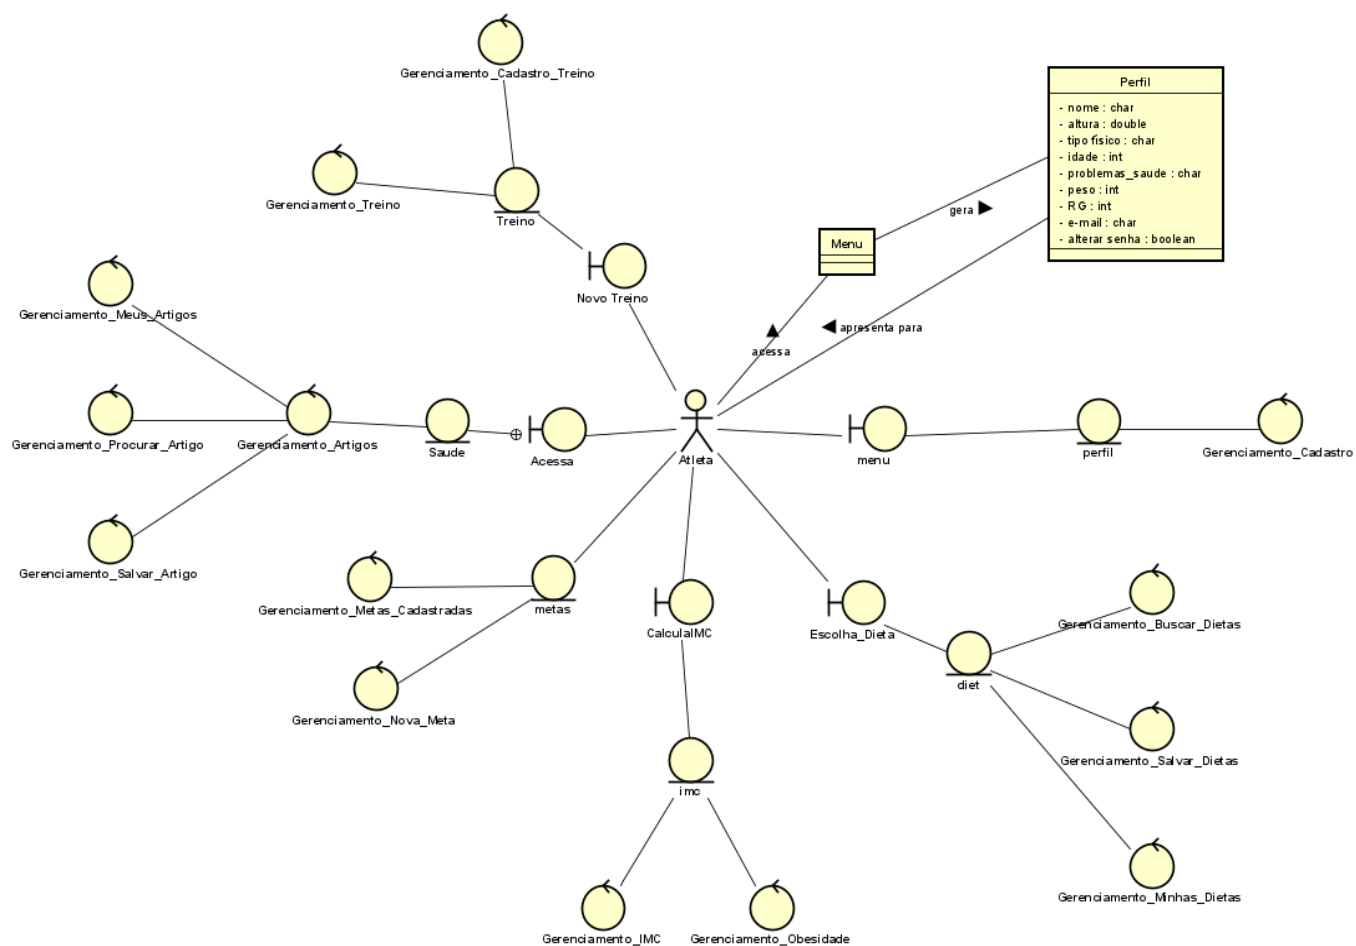 Gerenciamento_Cadastro_Treino
Perfil
- nome : char
- altura : double
- tipo físico : char
- idade : int
- problemas_saude : char
- peso : int
- RG : int
- e-mail : char
- alterar senha : boolean
Gerenciamento_Treino
Treino
gera ▶
Menu
Novo Treino
Gerenciamento_Meus_Artigos
◀ apresenta para
▲
acessa
Gerenciamento_Procurar_Artigo
Gerenciamento_Artigos
Saude
Acessa
Atleta
menu
perfil
Gerenciamento_Cadastro
Gerenciamento_Salvar_Artigo
Gerenciamento_Metas_Cadastradas
metas
CalculaIMC
Escolha_Dieta
Gerenciamento_Buscar_Dietas
diet
Gerenciamento_Nova_Meta
Gerenciamento_Salvar_Dietas
imc
Gerenciamento_Minhas_Dietas
Gerenciamento_IMC
Gerenciamento_Obesidade